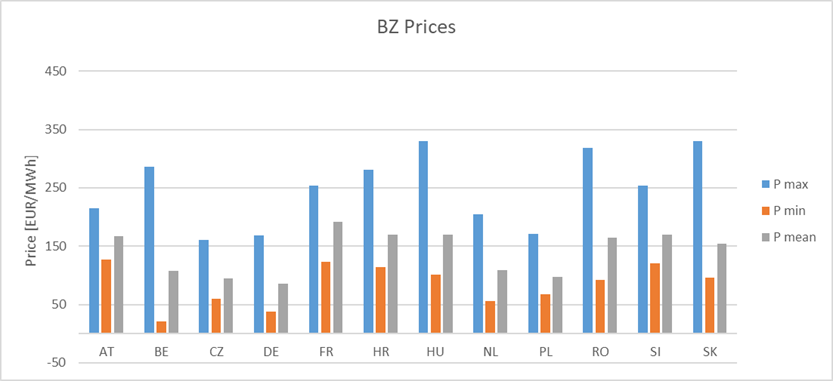 BZ Prices
450
350
250
150
50
-50
Price [EUR/MWh]
AT BE CZ DE FR HR HU NL PL RO SI SK
P max
P min
P mean